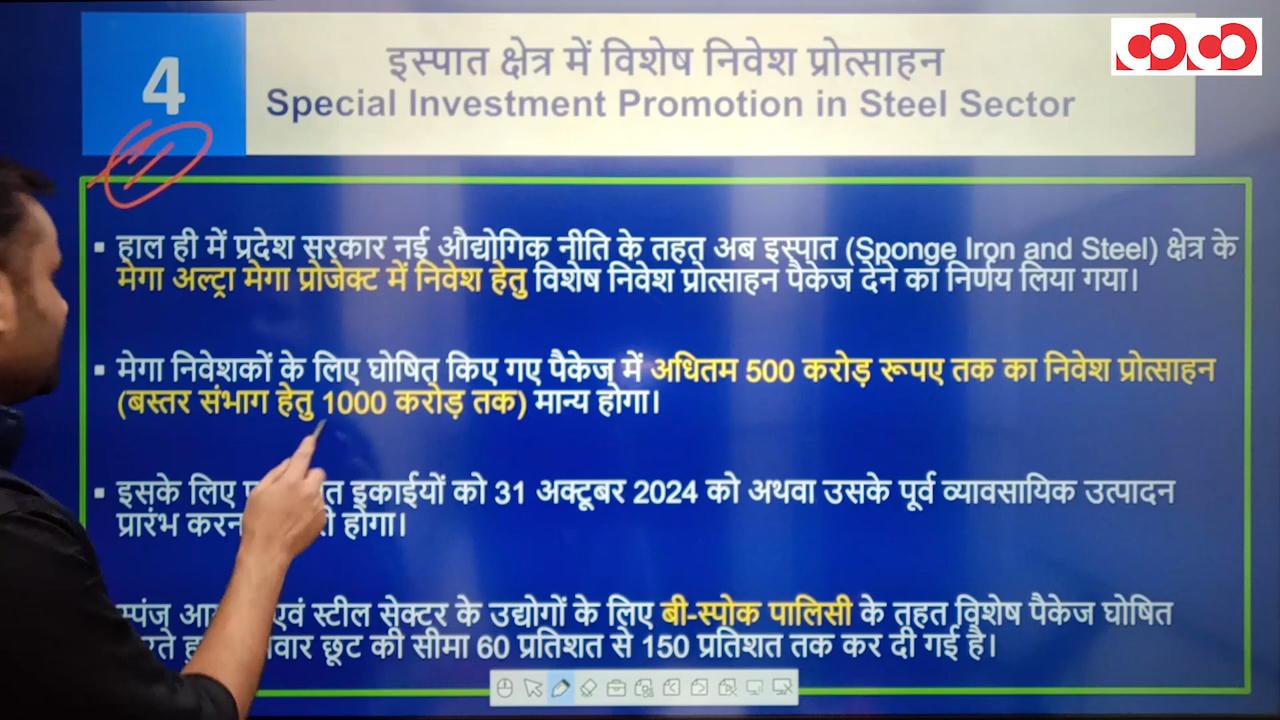 4
इस्पात क्षेत्र में विशेष निवेश प्रोत्साहन
Special Investment Promotion in Steel Sector
▪ हाल ही में प्रदेश सरकार नई औद्योगिक नीति के तहत अब इस्पात (Sponge Iron and Steel) क्षेत्र के
मेगा अल्ट्रा मेगा प्रोजेक्ट में निवेश हेतु विशेष निवेश प्रोत्साहन पैकेज देने का निर्णय लिया गया।
▪ मेगा निवेशकों के लिए घोषित किए गए पैकेज में अधितम 500 करोड़ रूपए तक का निवेश प्रोत्साहन
(बस्तर संभाग हेतु 1000 करोड़ तक) मान्य होगा।
▪ इसके लिए इकाईयों को 31 अक्टूबर 2024 को अथवा उसके पूर्व व्यावसायिक उत्पादन
प्रारंभ होगा।
एवं स्टील सेक्टर के उद्योगों के लिए बी-स्पोक पालिसी के तहत विशेष पैकेज घोषित
छूट की सीमा 60 प्रतिशत से 150 प्रतिशत तक कर दी गई है।